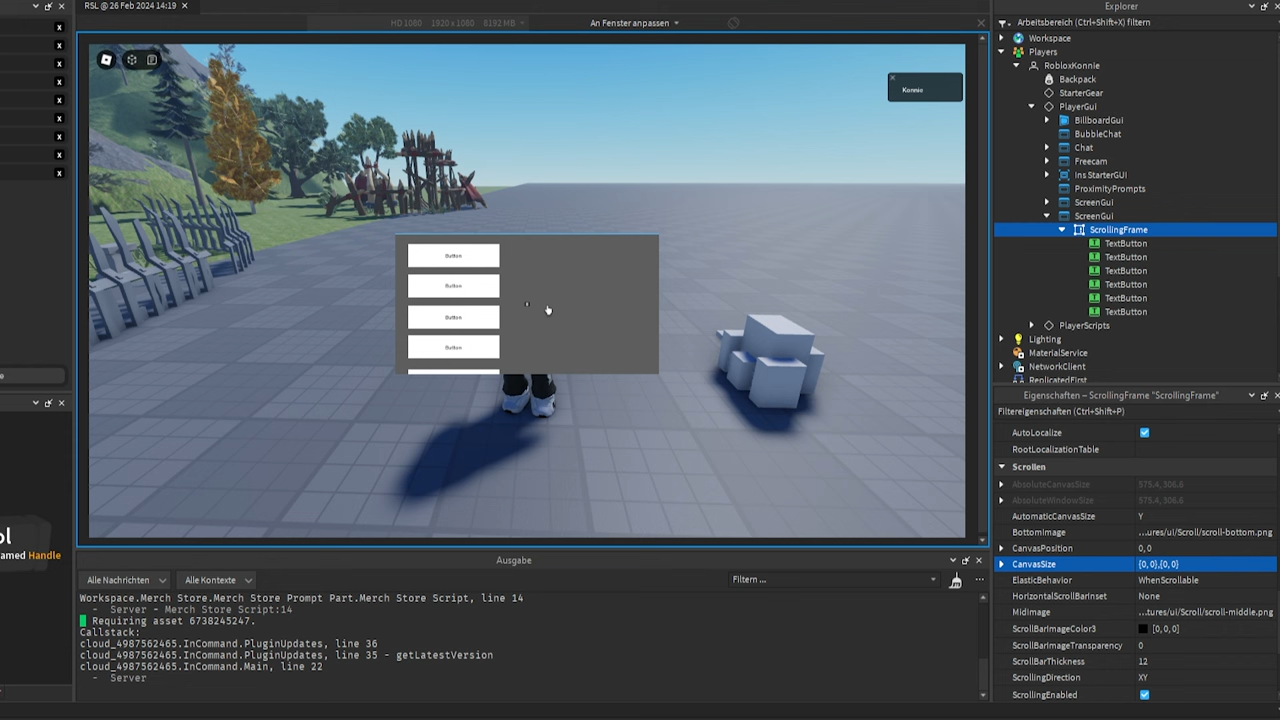 RSL @ 26 Feb 2024 14:19
x
HD 1080 1920 x 1080 8192 MB
An Fenster anpassen
Konnie
Button
Button
Button
Button
amed Handle
Ausgabe
Alle Nachrichten
Alle Kontexte
Filtern ...
Workspace.Merch Store.Merch Store Prompt Part.Merch Store Script, line 14
- Server - Merch Store Script:14
Requiring asset 6738245247.
Callstack:
cloud_4987562465.InCommand.PluginUpdates, line 36
cloud_4987562465.InCommand.PluginUpdates, line 35 - getLatestVersion
cloud_4987562465.InCommand.Main, line 22
- Server
Explorer
Arbeitsbereich (Ctrl+Shift+X) filtern
Workspace
Players
RobloxKonnie
Backpack
StarterGear
PlayerGui
BillboardGui
BubbleChat
Chat
Freecam
Ins StarterGUI
ProximityPrompts
ScreenGui
ScreenGui
ScrollingFrame
TextButton
TextButton
TextButton
TextButton
TextButton
TextButton
PlayerScripts
Lighting
MaterialService
NetworkClient
ReplicatedFirst
Eigenschaften – ScrollingFrame "ScrollingFrame"
Filtereigenschaften (Ctrl+Shift+P)
AutoLocalize
RootLocalizationTable
Scrollen
AbsoluteCanvasSize 575.4, 306.6
AbsoluteWindowSize 575.4, 306.6
AutomaticCanvasSize Y
BottomImage ...ures/ui/Scroll/scroll-bottom.png
CanvasPosition 0, 0
CanvasSize {0, 0},{0, 0}
ElasticBehavior WhenScrollable
HorizontalScrollBarInset None
MidImage ...tures/ui/Scroll/scroll-middle.png
ScrollBarImageColor3 [0, 0, 0]
ScrollBarImageTransparency 0
ScrollBarThickness 12
ScrollingDirection XY
ScrollingEnabled